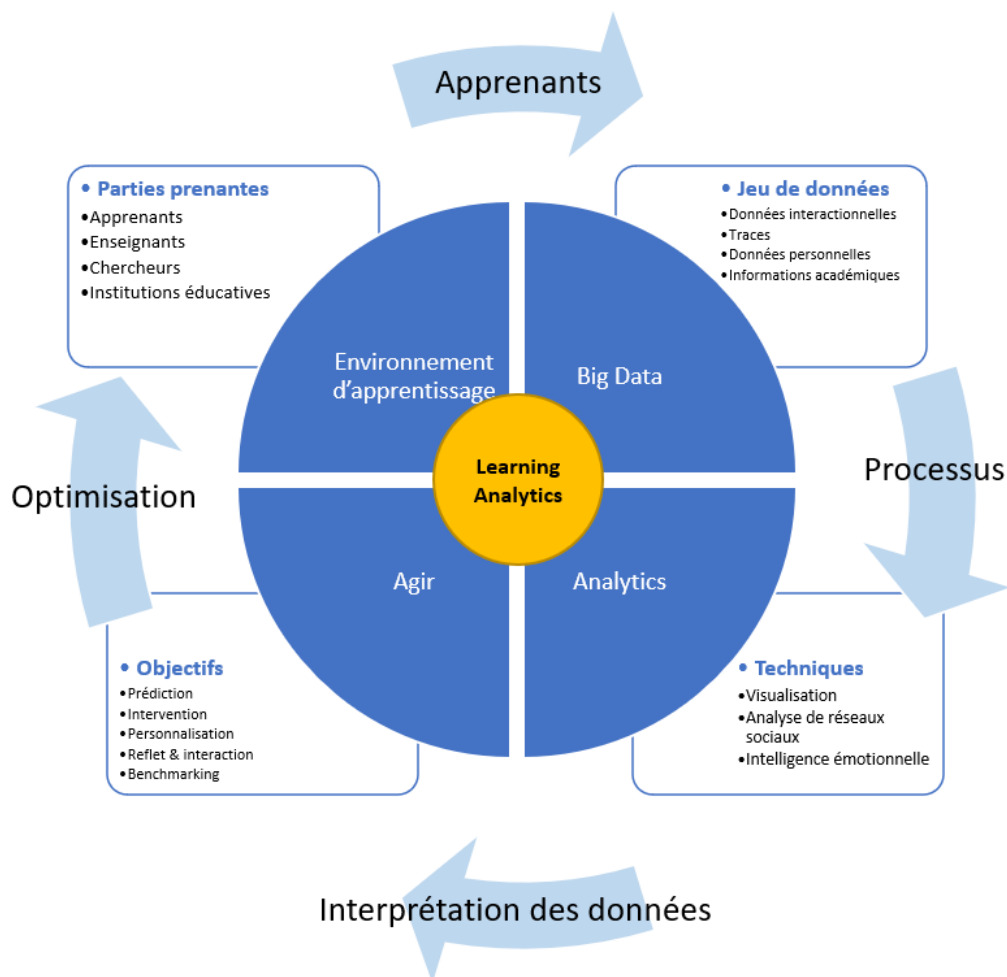 Apprenants
• Parties prenantes
•Apprenants
•Enseignants
•Chercheurs
•Institutions éducatives
• Jeu de données
•Données interactionnelles
•Traces
•Données personnelles
•Informations académiques
Environnement
d'apprentissage
Big Data
Learning
Analytics
Optimisation
Processus
Agir
Analytics
• Objectifs
•Prédiction
•Intervention
•Personnalisation
•Reflet & interaction
•Benchmarking
• Techniques
•Visualisation
•Analyse de réseaux
sociaux
•Intelligence émotionnelle
Interprétation des données